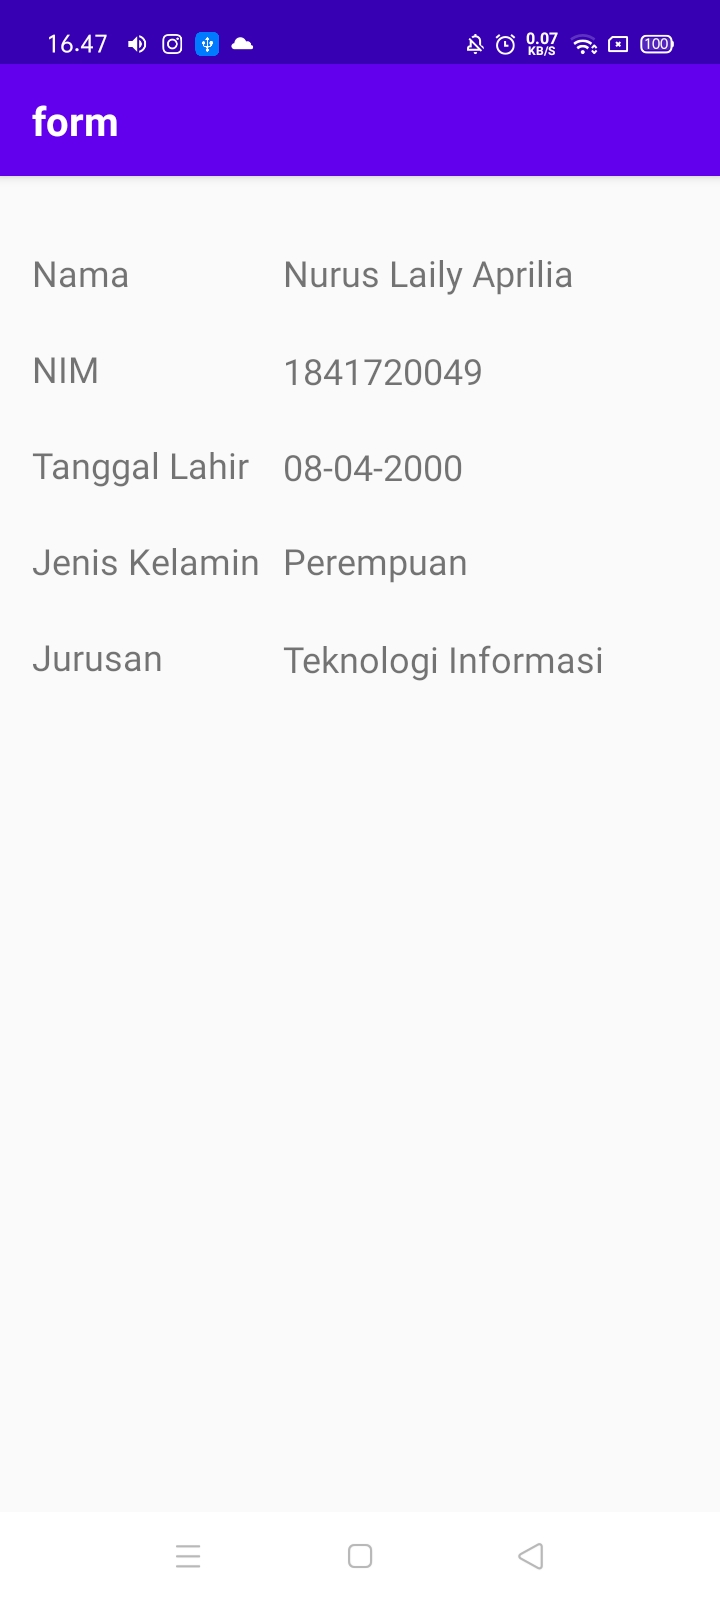 16.47 0.07 KB/S 100
form
Nama Nurus Laily Aprilia
NIM 1841720049
Tanggal Lahir 08-04-2000
Jenis Kelamin Perempuan
Jurusan Teknologi Informasi